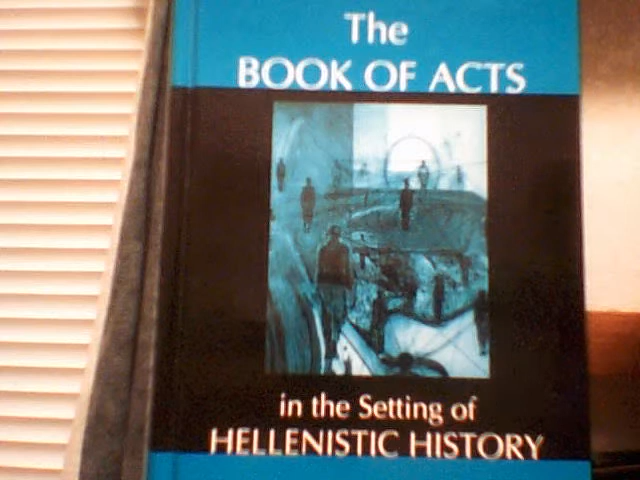 The
BOOK OF ACTS
in the Setting of
HELLENISTIC HISTORY